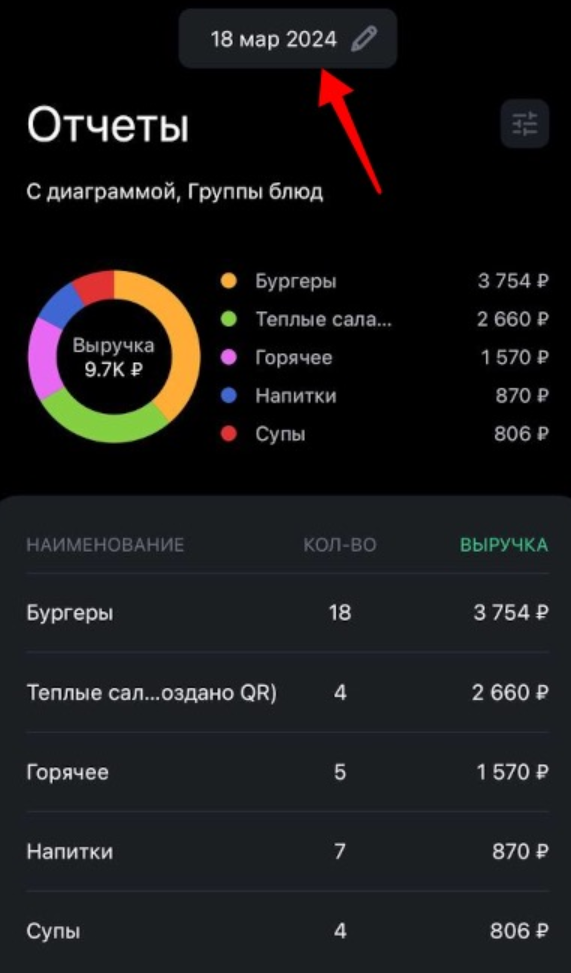 18 мар 2024
Отчеты
С диаграммой, Группы блюд
Выручка
9.7K ₽
Бургеры 3 754 ₽
Теплые сала... 2 660 ₽
Горячее 1 570 ₽
Напитки 870 ₽
Супы 806 ₽
НАИМЕНОВАНИЕ КОЛ-ВО ВЫРУЧКА
Бургеры 18 3 754 ₽
Теплые сал...оздано QR) 4 2 660 ₽
Горячее 5 1 570 ₽
Напитки 7 870 ₽
Супы 4 806 ₽